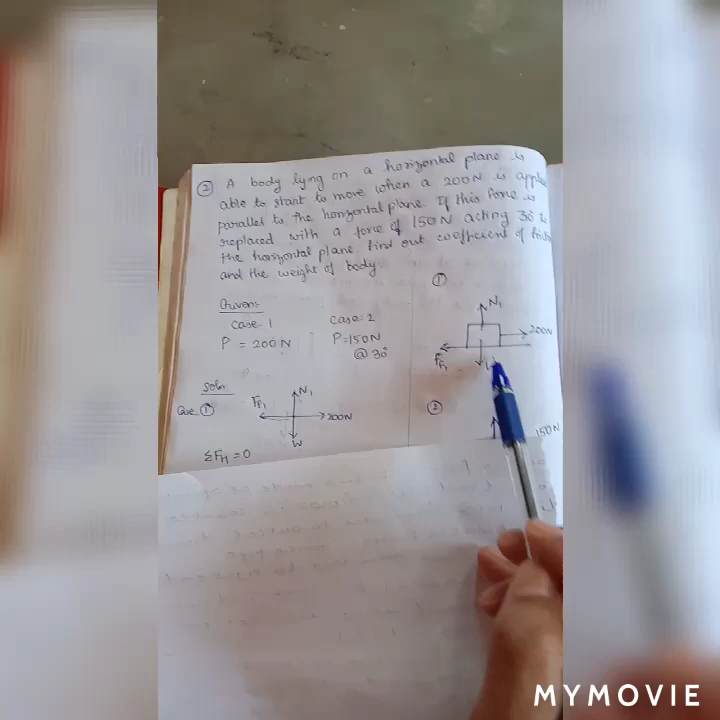 ② A body lying on a horizontal plane is
able to start to move when a 200N is
parallel to the horizontal plane. If this force is
replaced with a force of 150N acting 30° to
the horizontal plane. Find out coefficient of
and the weight of body.
Given:-
Case 1
P = 200N
Case 2
P=150N
@ 30°
①
N₁
200N
FF₁
②
150N
Soln
Que ①
N₁
FF₁
200N
W
ΣFH = 0
MYMOVIE